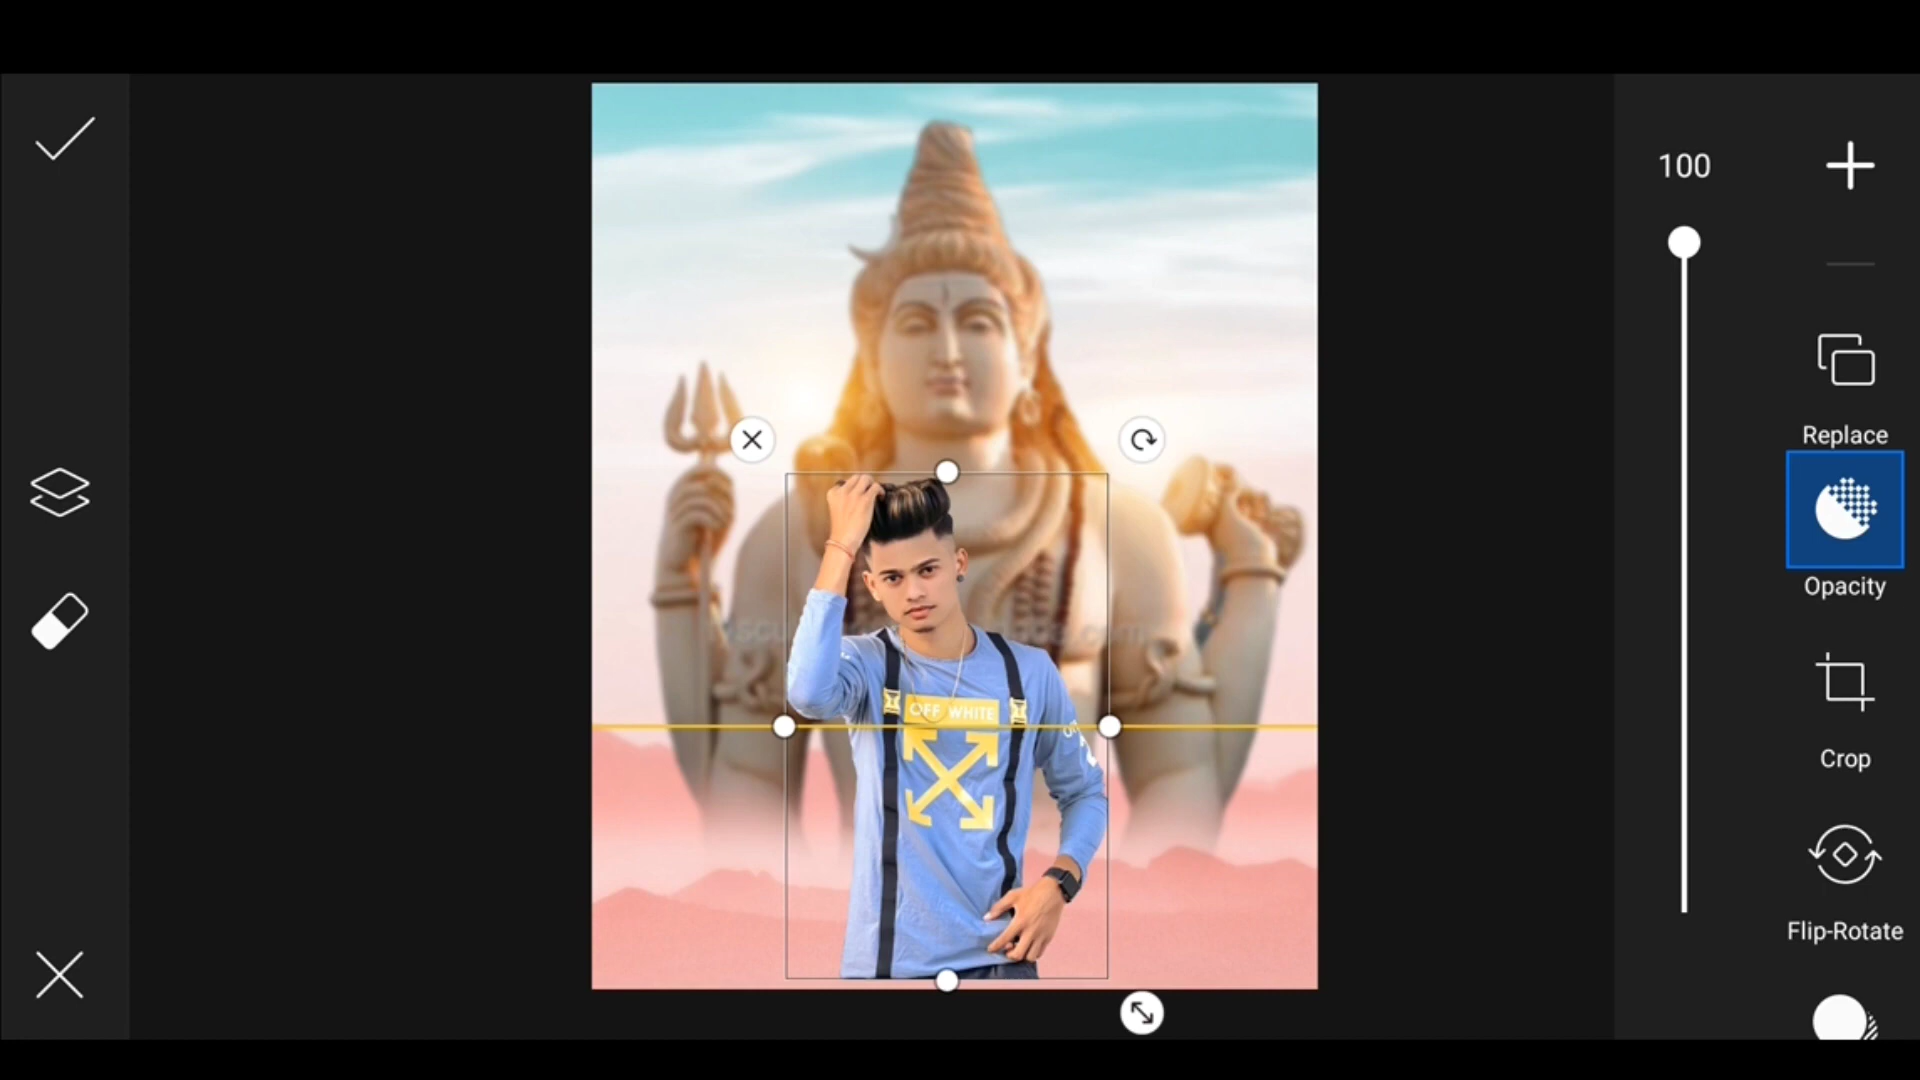 100
Replace
Opacity
Crop
Flip-Rotate
OFF WHITE